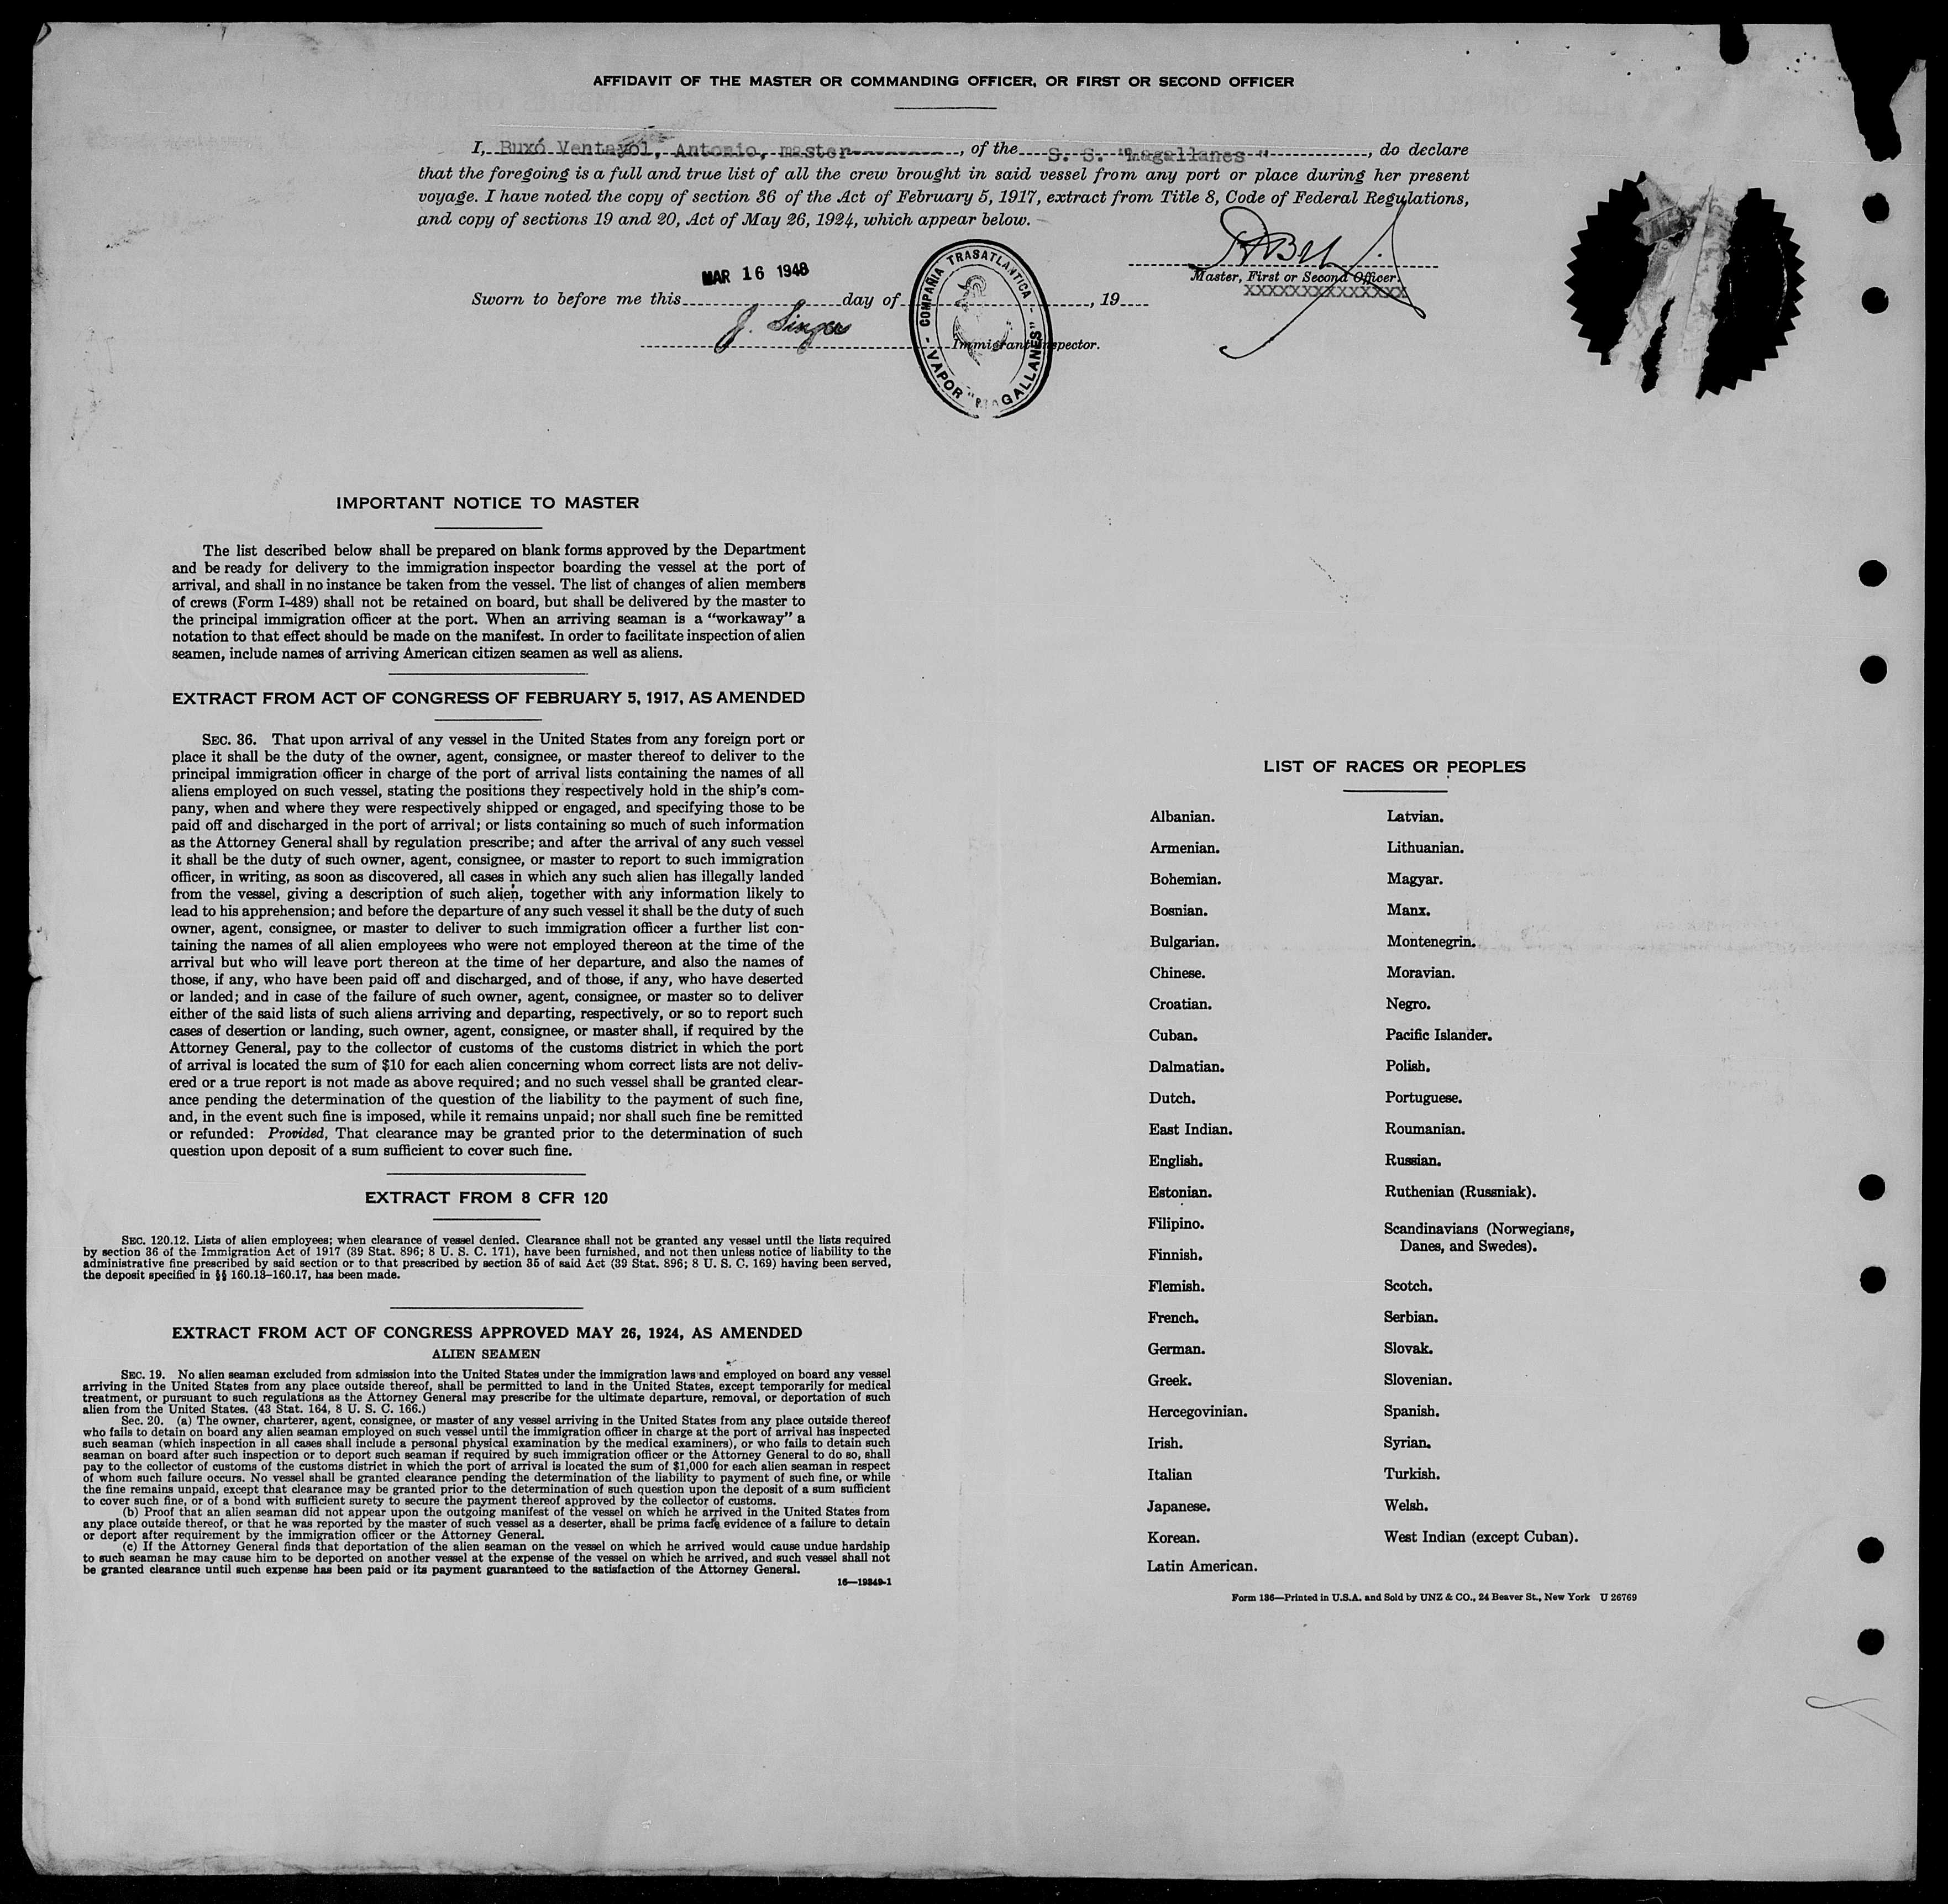 AFFIDAVIT OF THE MASTER OR COMMANDING OFFICER, OR FIRST OR SECOND OFFICER
I, Buxó Ventayol, Antonio, master, of the S. S. "Magallanes", do declare
that the foregoing is a full and true list of all the crew brought in said vessel from any port or place during her present
voyage. I have noted the copy of section 36 of the Act of February 5, 1917, extract from Title 8, Code of Federal Regulations,
and copy of sections 19 and 20, Act of May 26, 1924, which appear below.
Master, First or Second Officer.
XXXXXXXXXXXXXXX
MAR 16 1948
Sworn to before me this day of , 19
J. Singer
Immigrant Inspector.
COMPAÑIA TRASATLANTICA - VAPOR "MAGALLANES"
IMPORTANT NOTICE TO MASTER
The list described below shall be prepared on blank forms approved by the Department
and be ready for delivery to the immigration inspector boarding the vessel at the port of
arrival, and shall in no instance be taken from the vessel. The list of changes of alien members
of crews (Form I-489) shall not be retained on board, but shall be delivered by the master to
the principal immigration officer at the port. When an arriving seaman is a "workaway" a
notation to that effect should be made on the manifest. In order to facilitate inspection of alien
seamen, include names of arriving American citizen seamen as well as aliens.
EXTRACT FROM ACT OF CONGRESS OF FEBRUARY 5, 1917, AS AMENDED
SEC. 36. That upon arrival of any vessel in the United States from any foreign port or
place it shall be the duty of the owner, agent, consignee, or master thereof to deliver to the
principal immigration officer in charge of the port of arrival lists containing the names of all
aliens employed on such vessel, stating the positions they respectively hold in the ship's com-
pany, when and where they were respectively shipped or engaged, and specifying those to be
paid off and discharged in the port of arrival; or lists containing so much of such information
as the Attorney General shall by regulation prescribe; and after the arrival of any such vessel
it shall be the duty of such owner, agent, consignee, or master to report to such immigration
officer, in writing, as soon as discovered, all cases in which any such alien has illegally landed
from the vessel, giving a description of such alien, together with any information likely to
lead to his apprehension; and before the departure of any such vessel it shall be the duty of such
owner, agent, consignee, or master to deliver to such immigration officer a further list con-
taining the names of all alien employees who were not employed thereon at the time of the
arrival but who will leave port thereon at the time of her departure, and also the names of
those, if any, who have been paid off and discharged, and of those, if any, who have deserted
or landed; and in case of the failure of such owner, agent, consignee, or master so to deliver
either of the said lists of such aliens arriving and departing, respectively, or so to report such
cases of desertion or landing, such owner, agent, consignee, or master shall, if required by the
Attorney General, pay to the collector of customs of the customs district in which the port
of arrival is located the sum of $10 for each alien concerning whom correct lists are not deliv-
ered or a true report is not made as above required; and no such vessel shall be granted clear-
ance pending the determination of the question of the liability to the payment of such fine,
and, in the event such fine is imposed, while it remains unpaid; nor shall such fine be remitted
or refunded: Provided, That clearance may be granted prior to the determination of such
question upon deposit of a sum sufficient to cover such fine.
EXTRACT FROM 8 CFR 120
SEC. 120.12. Lists of alien employees; when clearance of vessel denied. Clearance shall not be granted any vessel until the lists required
by section 36 of the Immigration Act of 1917 (39 Stat. 896; 8 U. S. C. 171), have been furnished, and not then unless notice of liability to the
administrative fine prescribed by said section or to that prescribed by section 35 of said Act (39 Stat. 896; 8 U. S. C. 169) having been served,
the deposit specified in §§ 160.13–160.17, has been made.
EXTRACT FROM ACT OF CONGRESS APPROVED MAY 26, 1924, AS AMENDED
ALIEN SEAMEN
SEC. 19. No alien seaman excluded from admission into the United States under the immigration laws and employed on board any vessel
arriving in the United States from any place outside thereof, shall be permitted to land in the United States, except temporarily for medical
treatment, or pursuant to such regulations as the Attorney General may prescribe for the ultimate departure, removal, or deportation of such
alien from the United States. (43 Stat. 164, 8 U. S. C. 166.)
Sec. 20. (a) The owner, charterer, agent, consignee, or master of any vessel arriving in the United States from any place outside thereof
who fails to detain on board any alien seaman employed on such vessel until the immigration officer in charge at the port of arrival has inspected
such seaman (which inspection in all cases shall include a personal physical examination by the medical examiners), or who fails to detain such
seaman on board after such inspection or to deport such seaman if required by such immigration officer or the Attorney General to do so, shall
pay to the collector of customs of the customs district in which the port of arrival is located the sum of $1,000 for each alien seaman in respect
of whom such failure occurs. No vessel shall be granted clearance pending the determination of the liability to payment of such fine, or while
the fine remains unpaid, except that clearance may be granted prior to the determination of such question upon the deposit of a sum sufficient
to cover such fine, or of a bond with sufficient surety to secure the payment thereof approved by the collector of customs.
(b) Proof that an alien seaman did not appear upon the outgoing manifest of the vessel on which he arrived in the United States from
any place outside thereof, or that he was reported by the master of such vessel as a deserter, shall be prima facie evidence of a failure to detain
or deport after requirement by the immigration officer or the Attorney General.
(c) If the Attorney General finds that deportation of the alien seaman on the vessel on which he arrived would cause undue hardship
to such seaman he may cause him to be deported on another vessel at the expense of the vessel on which he arrived, and such vessel shall not
be granted clearance until such expense has been paid or its payment guaranteed to the satisfaction of the Attorney General.
16—19349-1
LIST OF RACES OR PEOPLES
Albanian.
Armenian.
Bohemian.
Bosnian.
Bulgarian.
Chinese.
Croatian.
Cuban.
Dalmatian.
Dutch.
East Indian.
English.
Estonian.
Filipino.
Finnish.
Flemish.
French.
German.
Greek.
Hercegovinian.
Irish.
Italian
Japanese.
Korean.
Latin American.
Latvian.
Lithuanian.
Magyar.
Manx.
Montenegrin.
Moravian.
Negro.
Pacific Islander.
Polish.
Portuguese.
Roumanian.
Russian.
Ruthenian (Russniak).
Scandinavians (Norwegians,
Danes, and Swedes).
Scotch.
Serbian.
Slovak.
Slovenian.
Spanish.
Syrian.
Turkish.
Welsh.
West Indian (except Cuban).
Form 136—Printed in U.S.A. and Sold by UNZ & CO., 24 Beaver St., New York U 26769